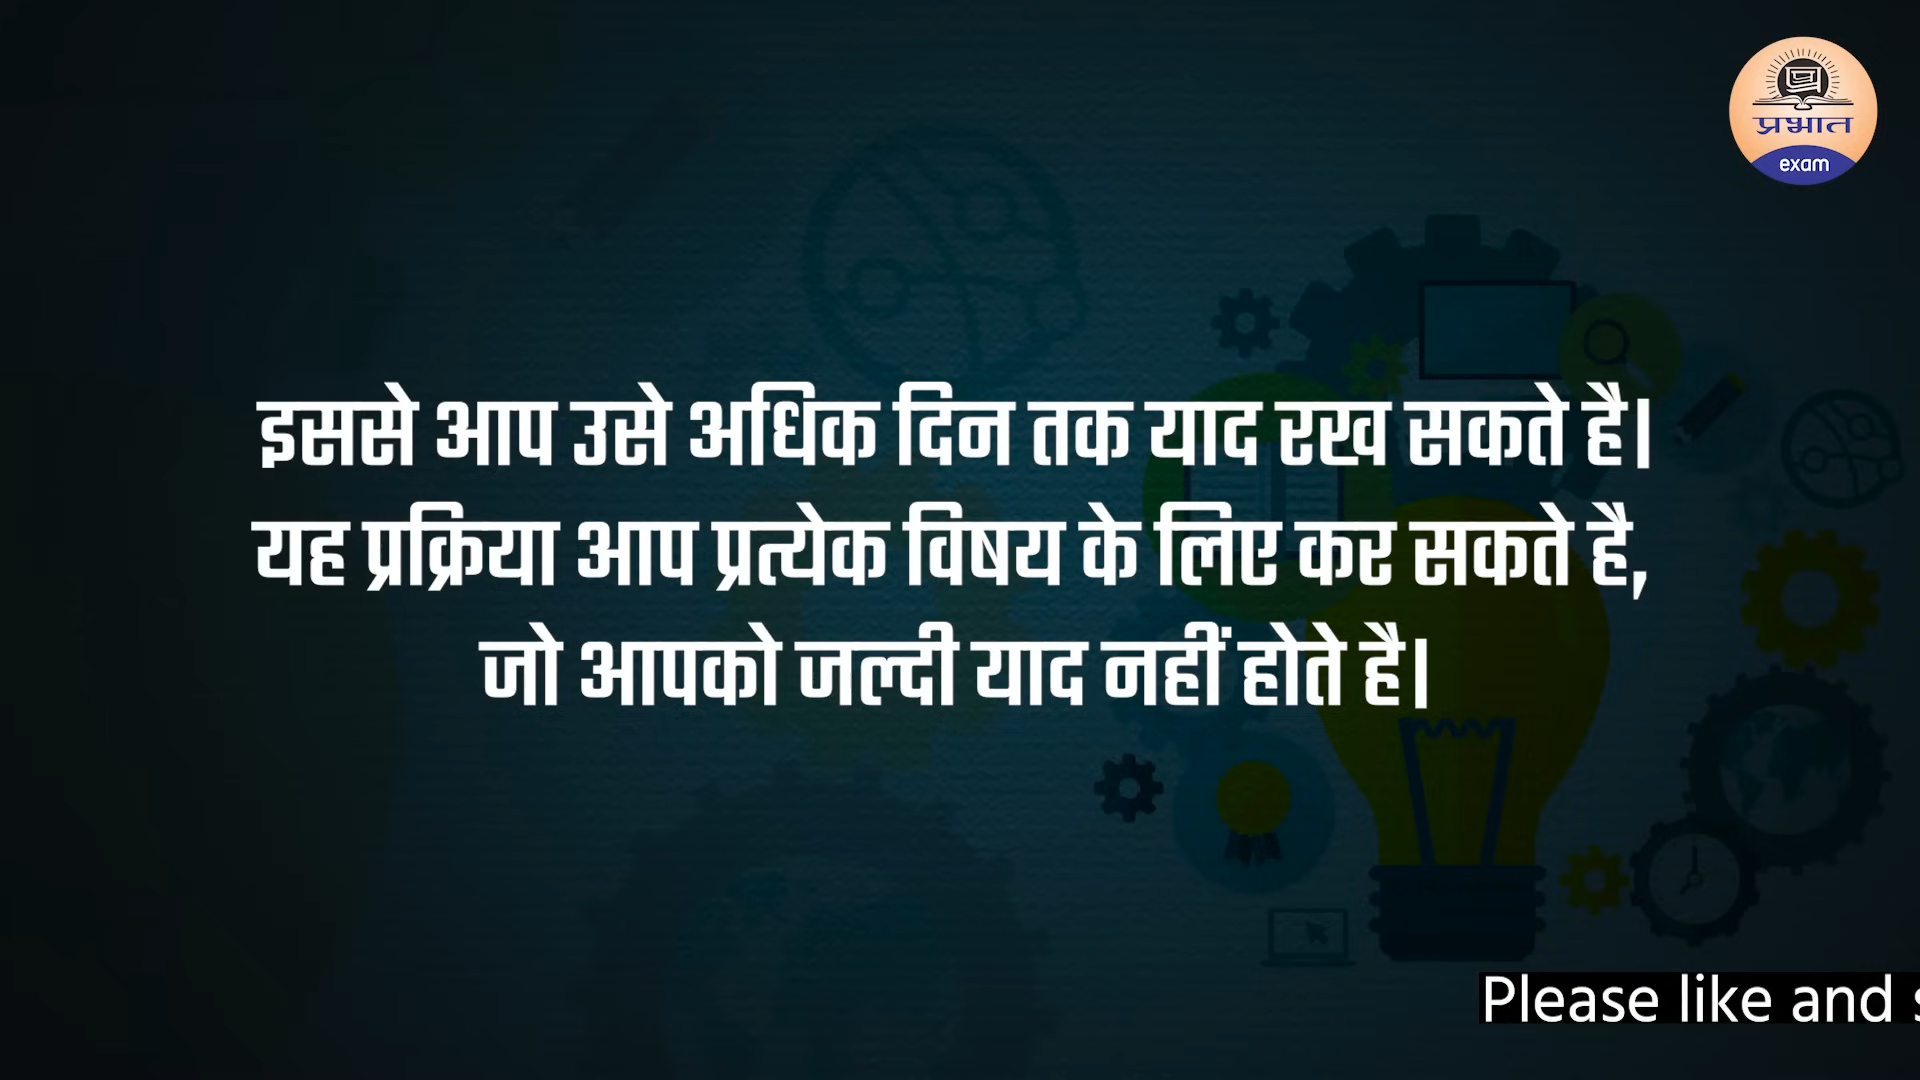 प्रभात
exam
इससे आप उसे अधिक दिन तक याद रख सकते है।
यह प्रक्रिया आप प्रत्येक विषय के लिए कर सकते है,
जो आपको जल्दी याद नहीं होते है।
Please like and